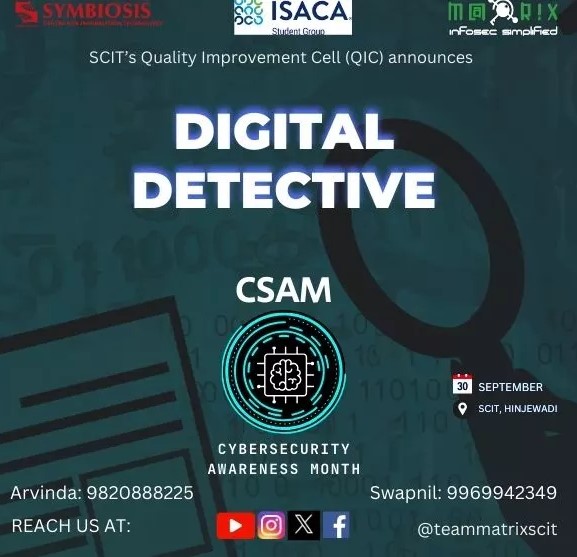 SYMBIOSIS
ISACA
Student Group
MATRIX
infosec simplified
SCIT's Quality Improvement Cell (QIC) announces
DIGITAL
DETECTIVE
CSAM
CYBERSECURITY
AWARENESS MONTH
30 SEPTEMBER
SCIT, HINJEWADI
Arvinda: 9820888225
Swapnil: 9969942349
REACH US AT:
@teammatrixscit